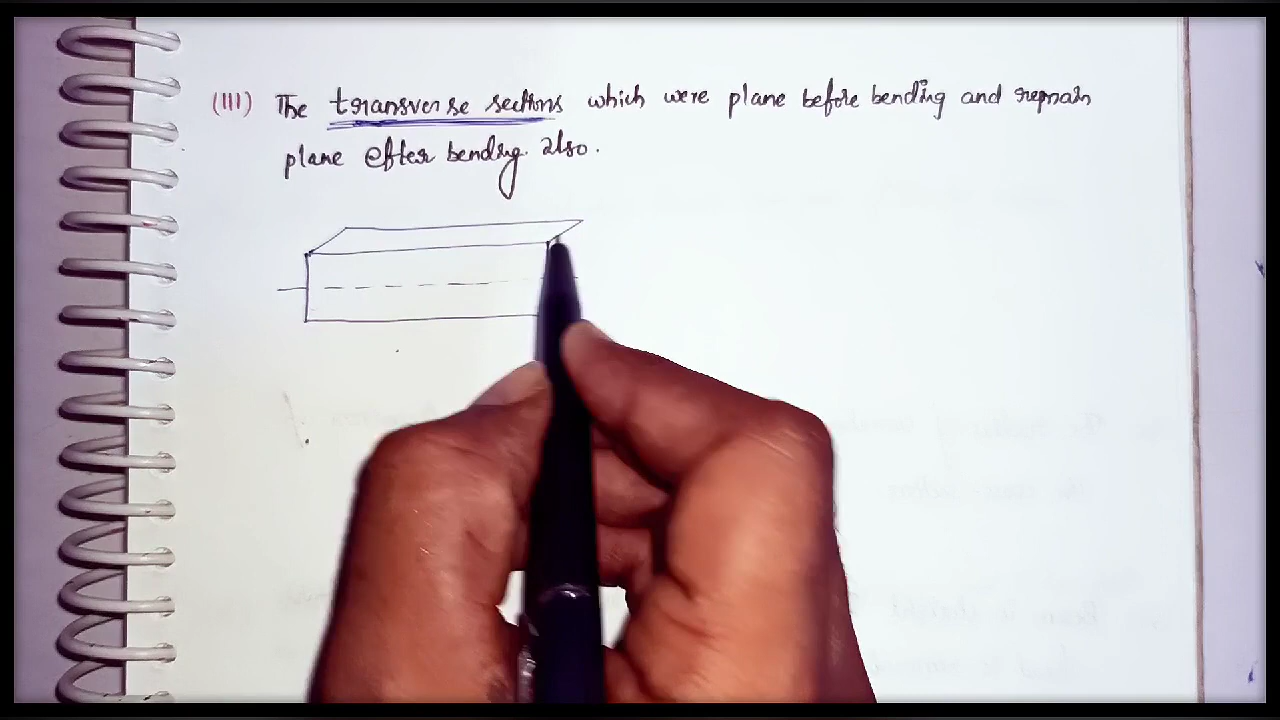 (III) The transverse sections which were plane before bending and remain
plane after bending also.